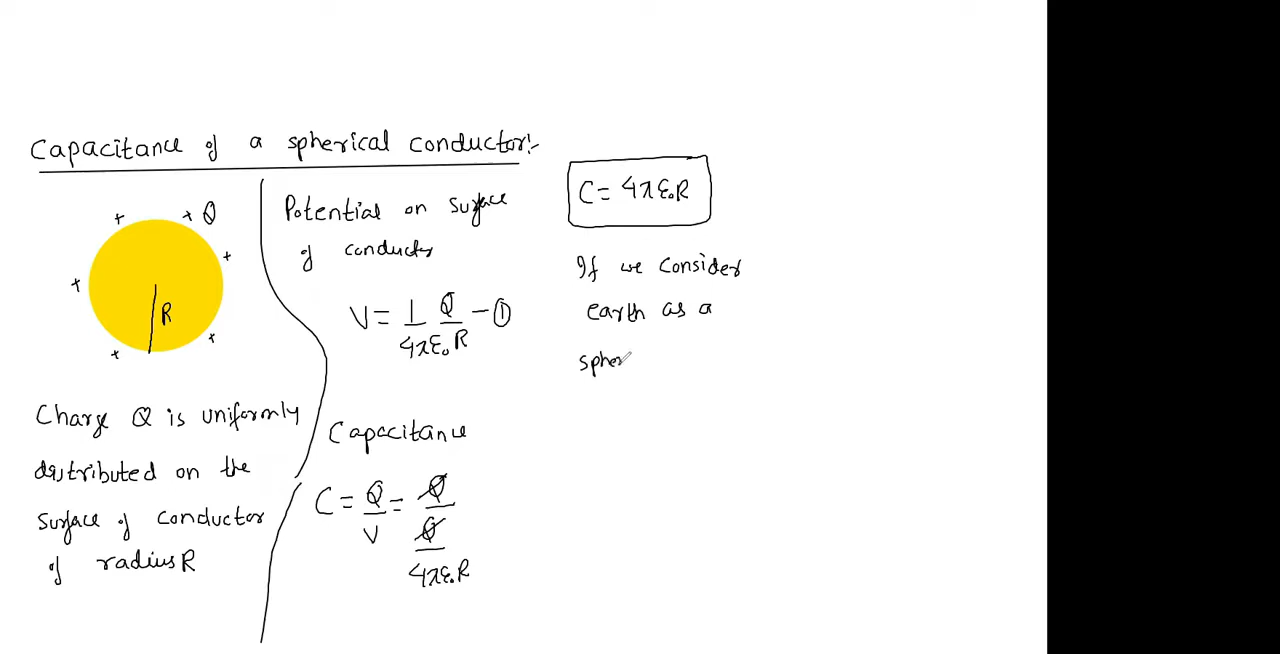 Capacitance of a spherical conductor:-
+ + Q
+ +
R
+ +
Charge Q is uniformly
distributed on the
surface of conductor
of radius R
Potential on surface
of conductor
V = 1/4πε₀ Q/R - ①
Capacitance
C = Q/V = Q/(Q/4πε₀R)
C = 4πε₀R
If we consider
earth as a
spher